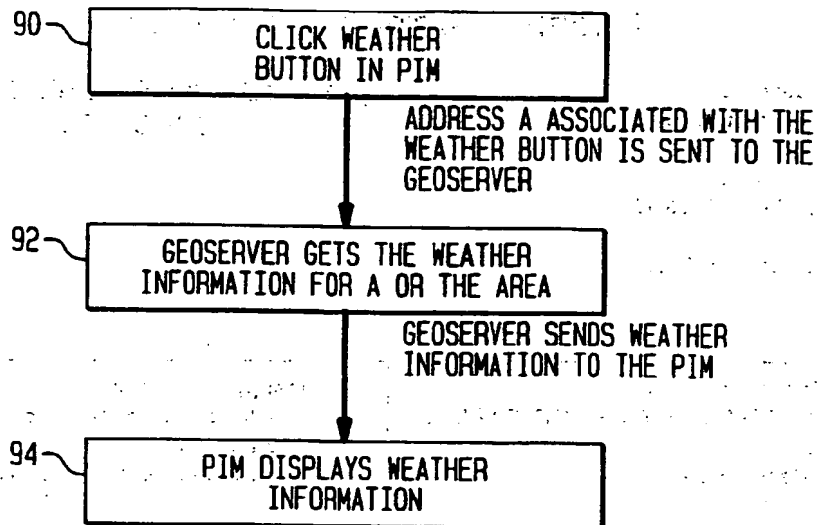 90
CLICK WEATHER
BUTTON IN PIM
ADDRESS A ASSOCIATED WITH THE
WEATHER BUTTON IS SENT TO THE
GEOSERVER
92
GEOSERVER GETS THE WEATHER
INFORMATION FOR A OR THE AREA
GEOSERVER SENDS WEATHER
INFORMATION TO THE PIM
94
PIM DISPLAYS WEATHER
INFORMATION